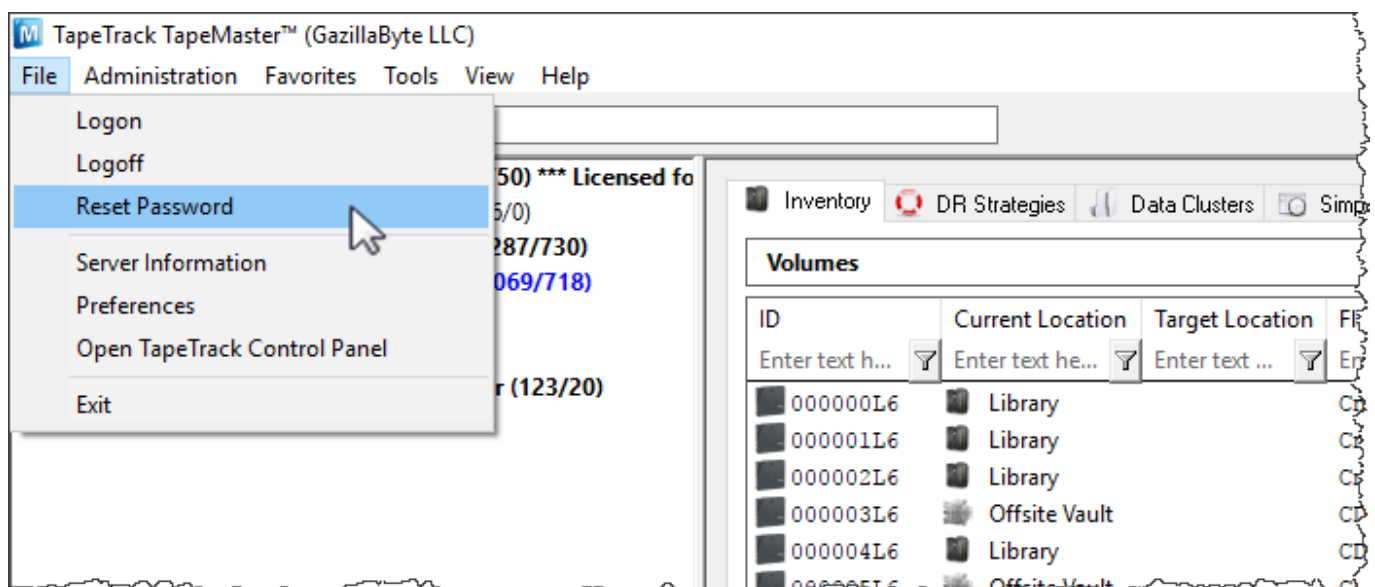 TapeTrack TapeMaster™ (GazillaByte LLC)
File Administration Favorites Tools View Help
Logon
Logoff
Reset Password
Server Information
Preferences
Open TapeTrack Control Panel
Exit
50) *** Licensed fo
/0)
287/730)
069/718)
r (123/20)
Inventory DR Strategies Data Clusters
Volumes
ID Current Location Target Location
Enter text h... Enter text he... Enter text ...
000000L6 Library
000001L6 Library
000002L6 Library
000003L6 Offsite Vault
000004L6 Library
Offsite Vault